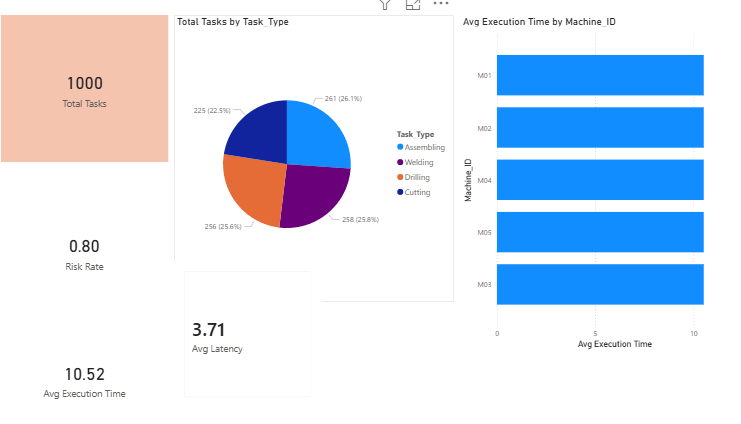 1000
Total Tasks
0.80
Risk Rate
10.52
Avg Execution Time
Total Tasks by Task_Type
261 (26.1%)
225 (22.5%)
256 (25.6%)
258 (25.8%)
Task_Type
Assembling
Welding
Drilling
Cutting
3.71
Avg Latency
Avg Execution Time by Machine_ID
Machine_ID
M01
M02
M04
M05
M03
0 5 10
Avg Execution Time